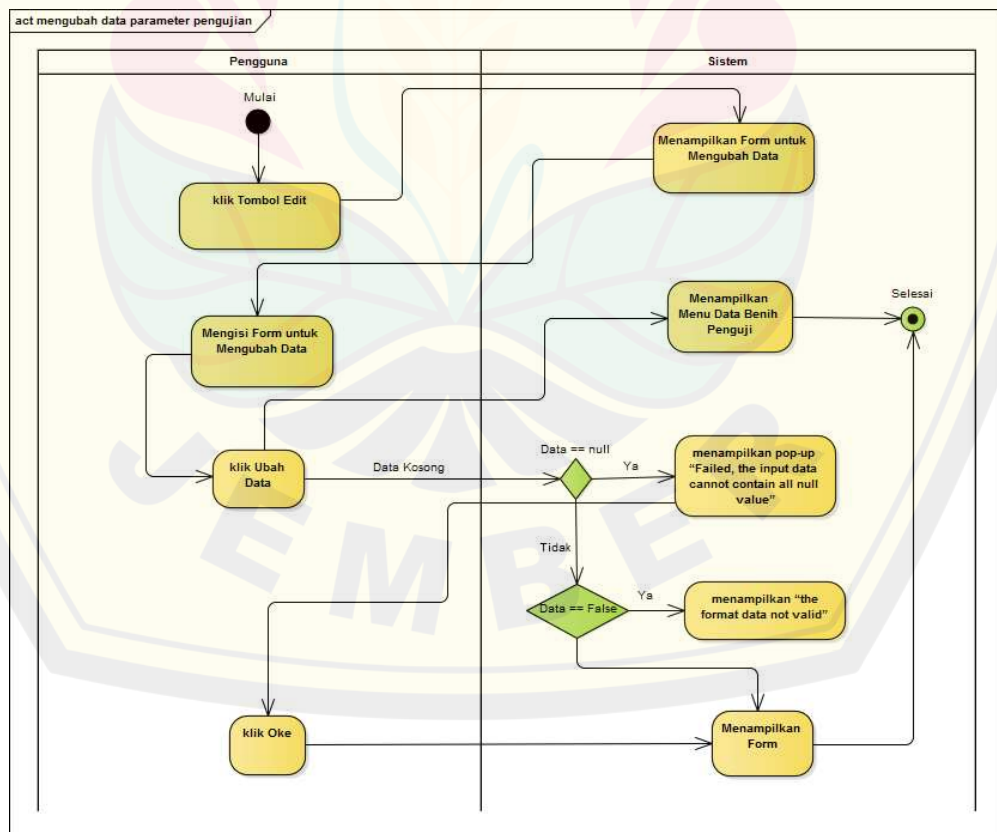 act mengubah data parameter pengujian
Pengguna
Sistem
Mulai
Menampilkan Form untuk
Mengubah Data
klik Tombol Edit
Menampilkan
Menu Data Benih
Penguji
Selesai
Mengisi Form untuk
Mengubah Data
klik Ubah
Data
Data Kosong
Data == null
Ya
menampilkan pop-up
“Failed, the input data
cannot contain all null
value”
Tidak
Data == False
Ya
menampilkan “the
format data not valid”
klik Oke
Menampilkan
Form
JEMBER